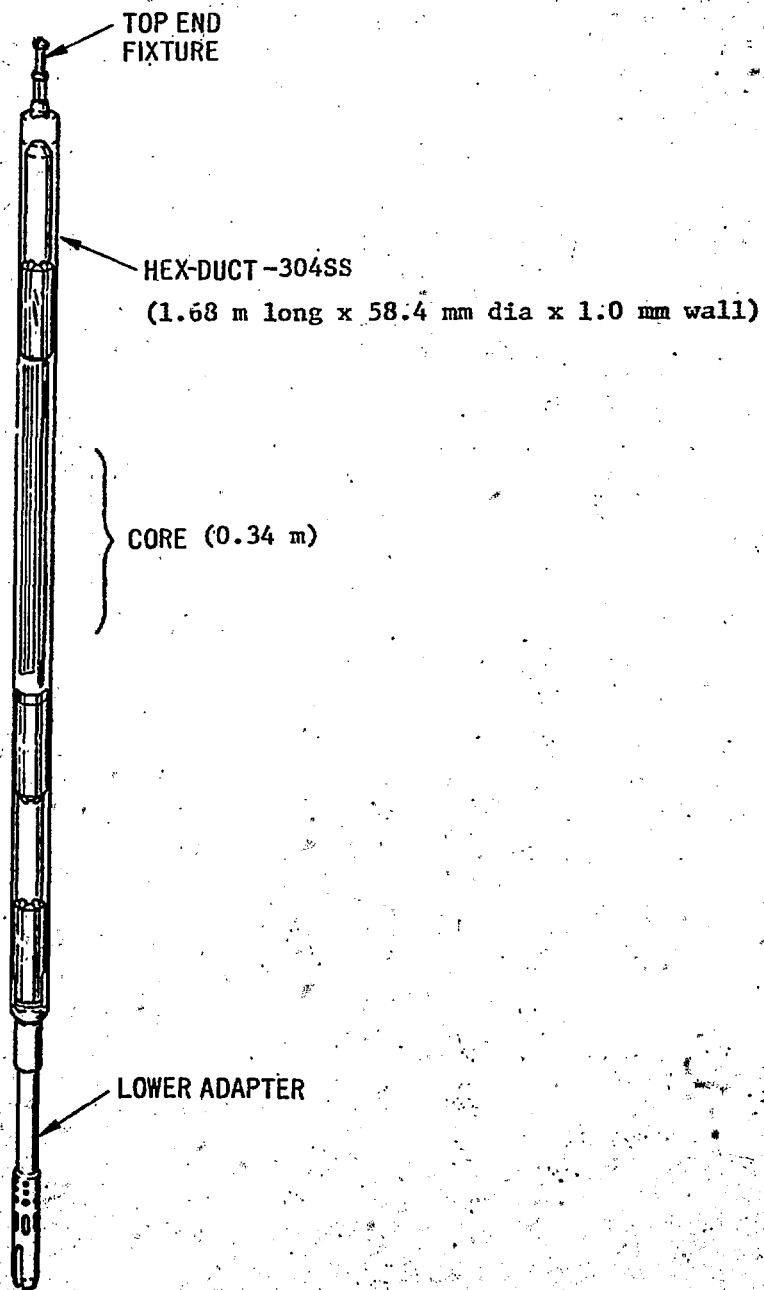 TOP END
FIXTURE
HEX-DUCT-304SS
(1.68 m long x 58.4 mm dia x 1.0 mm wall)
CORE (0.34 m)
LOWER ADAPTER